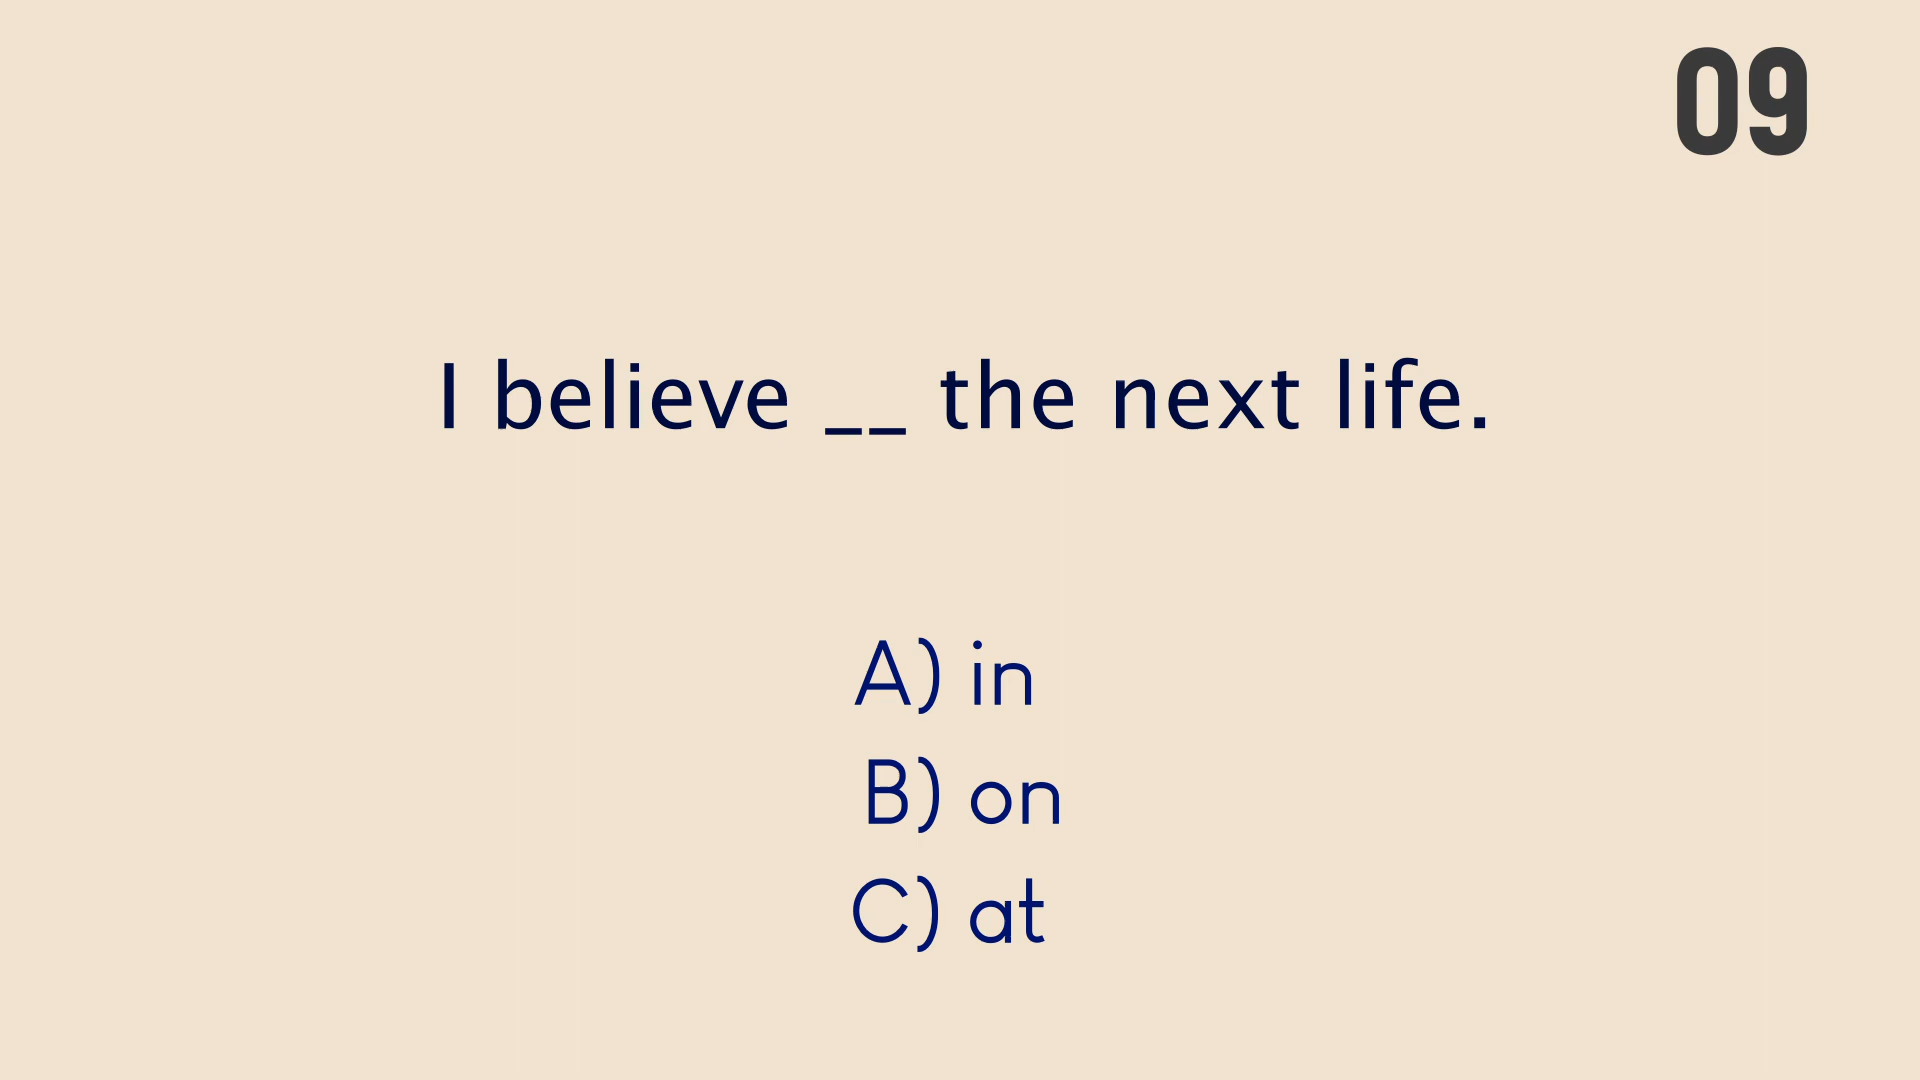 09
I believe __ the next life.
A) in
B) on
C) at